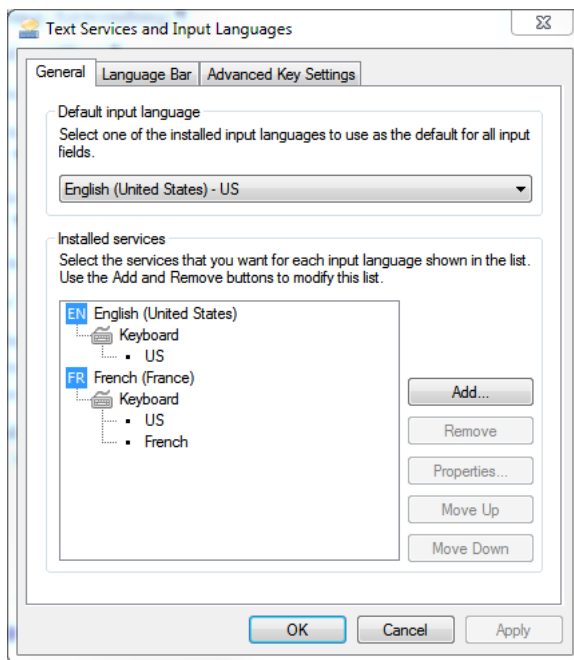 Text Services and Input Languages
General Language Bar Advanced Key Settings
Default input language
Select one of the installed input languages to use as the default for all input
fields.
English (United States) - US
Installed services
Select the services that you want for each input language shown in the list.
Use the Add and Remove buttons to modify this list.
EN English (United States)
Keyboard
US
FR French (France)
Keyboard
US
French
Add...
Remove
Properties...
Move Up
Move Down
OK Cancel Apply